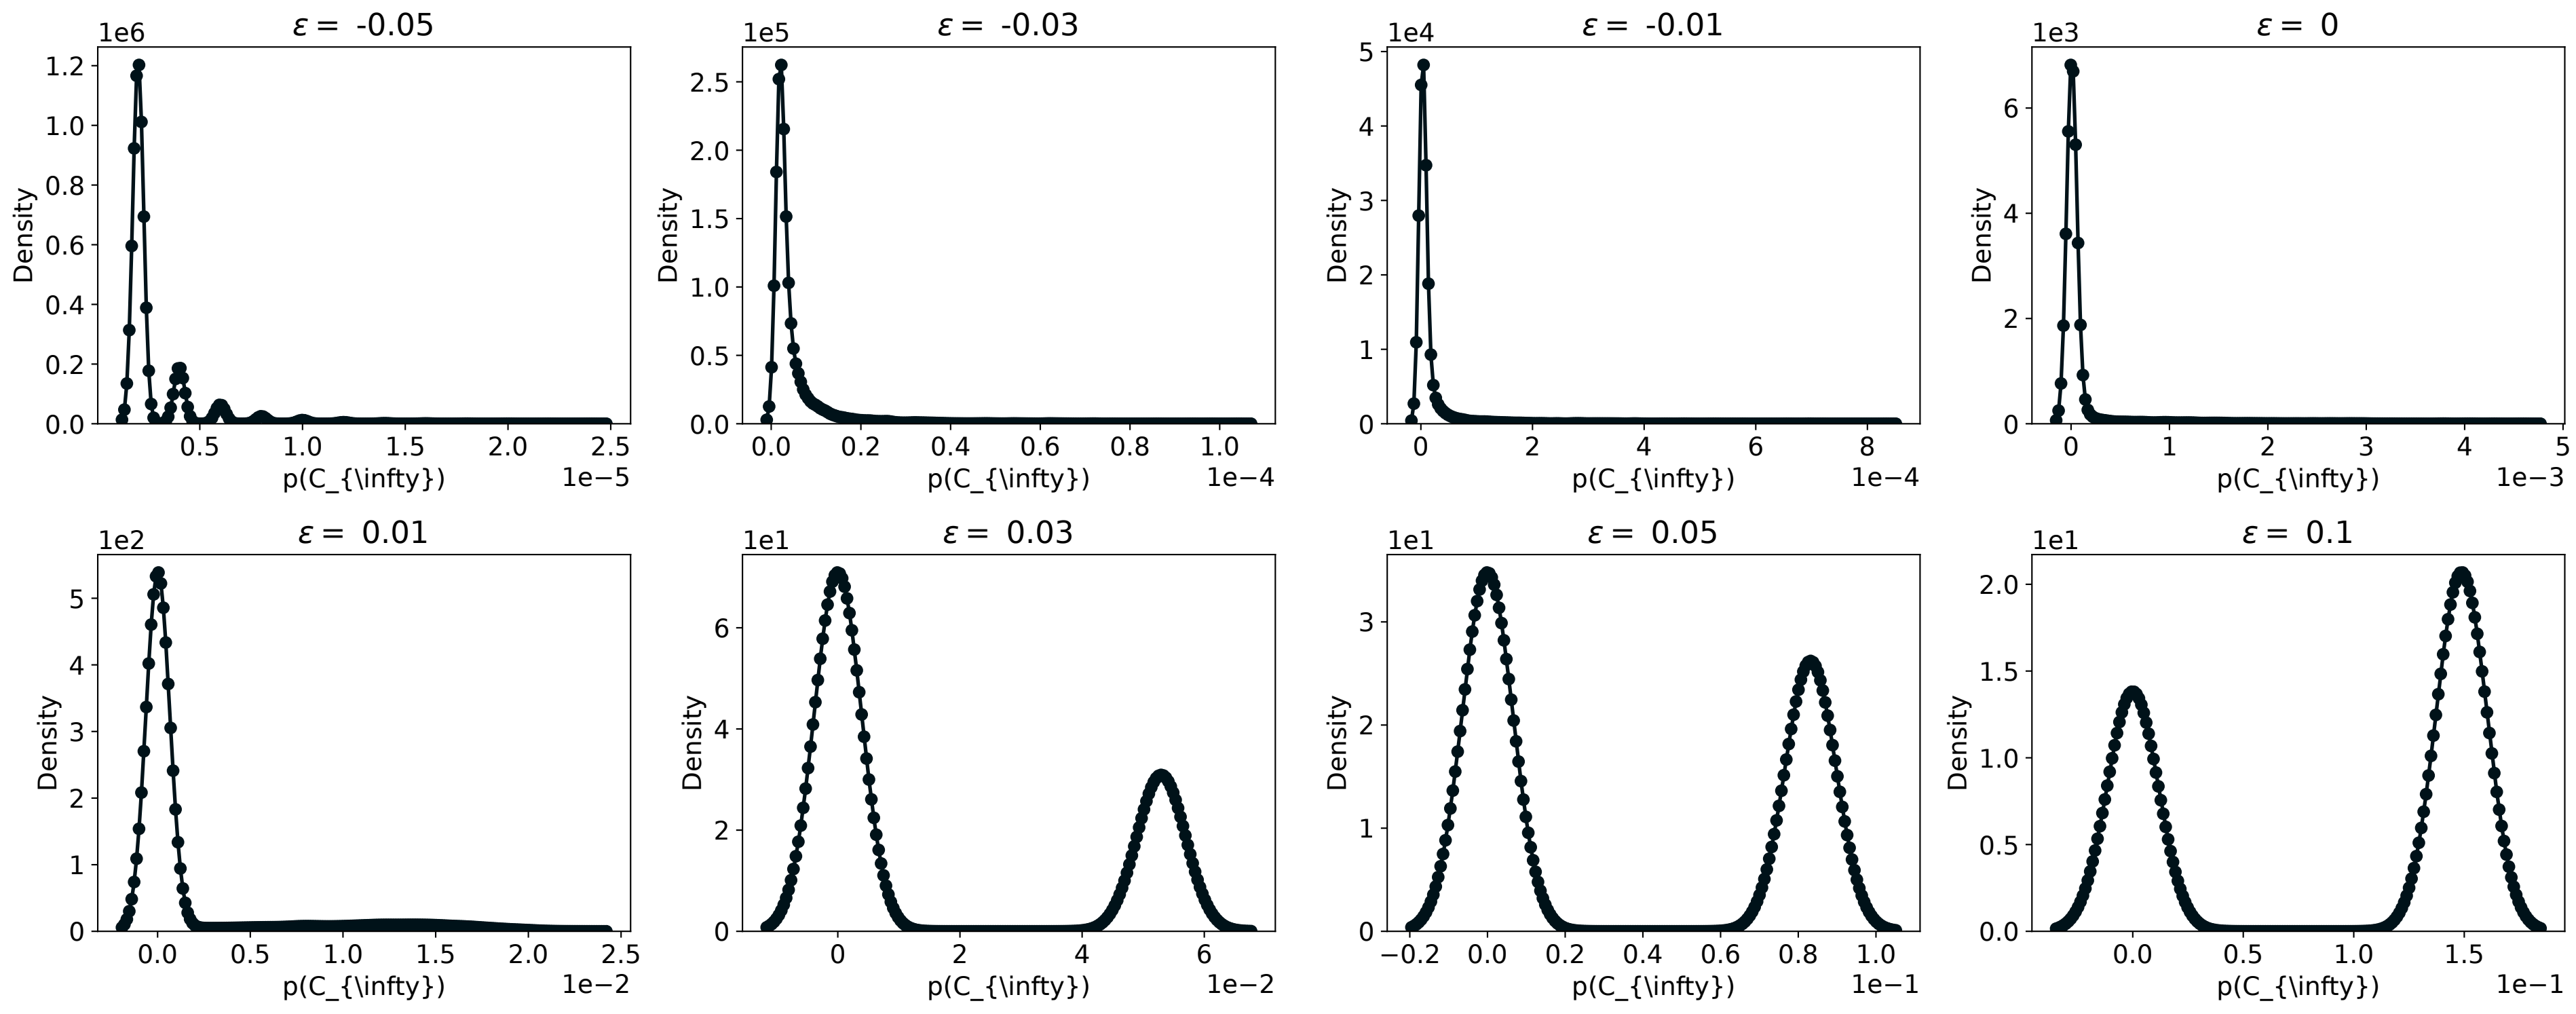 1e6 ε = -0.05
1.2
1.0
0.8
0.6
0.4
0.2
0.0
Density
0.5 1.0 1.5 2.0 2.5
p(C_{\infty}) 1e−5
1e5 ε = -0.03
2.5
2.0
1.5
1.0
0.5
0.0
Density
0.0 0.2 0.4 0.6 0.8 1.0
p(C_{\infty}) 1e−4
1e4 ε = -0.01
5
4
3
2
1
0
Density
0 2 4 6 8
p(C_{\infty}) 1e−4
1e3 ε = 0
6
4
2
0
Density
0 1 2 3 4 5
p(C_{\infty}) 1e−3
1e2 ε = 0.01
5
4
3
2
1
0
Density
0.0 0.5 1.0 1.5 2.0 2.5
p(C_{\infty}) 1e−2
1e1 ε = 0.03
6
4
2
0
Density
0 2 4 6
p(C_{\infty}) 1e−2
1e1 ε = 0.05
3
2
1
0
Density
−0.2 0.0 0.2 0.4 0.6 0.8 1.0
p(C_{\infty}) 1e−1
1e1 ε = 0.1
2.0
1.5
1.0
0.5
0.0
Density
0.0 0.5 1.0 1.5
p(C_{\infty}) 1e−1